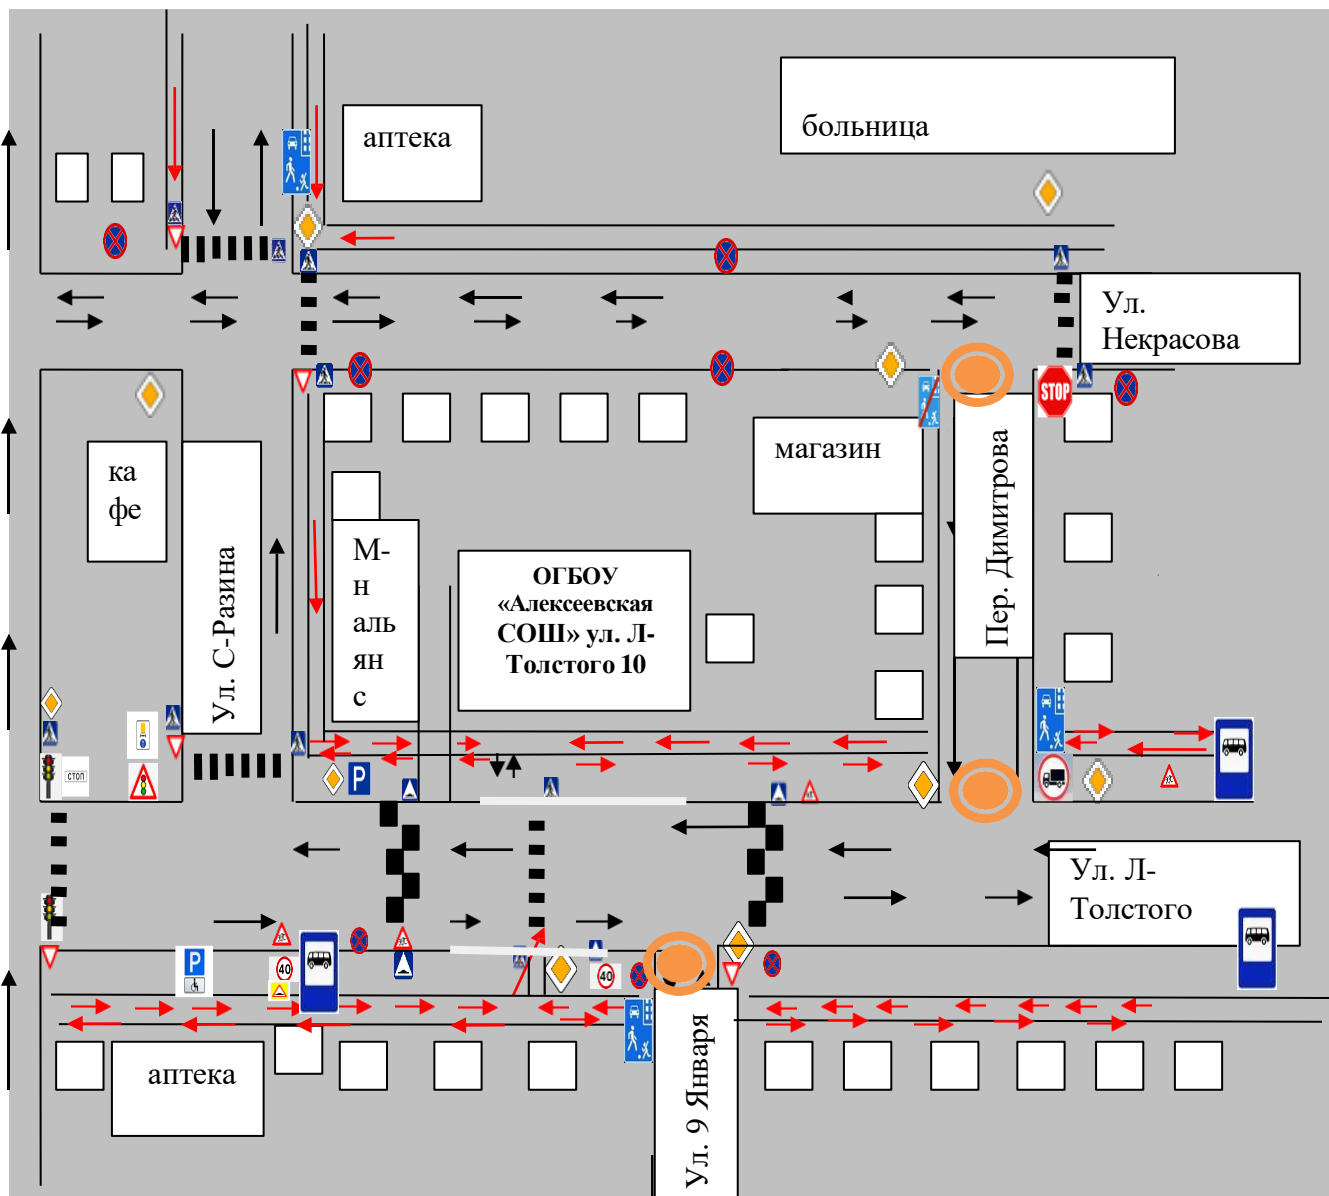 аптека
больница
Ул.
Некрасова
STOP
ка
фе
магазин
Ул. С-Разина
М-
н
аль
ян
с
ОГБОУ
«Алексеевская
СОШ» ул. Л-
Толстого 10
Пер. Димитрова
СТОП
P
Ул. Л-
Толстого
P
40
40
аптека
Ул. 9 Января